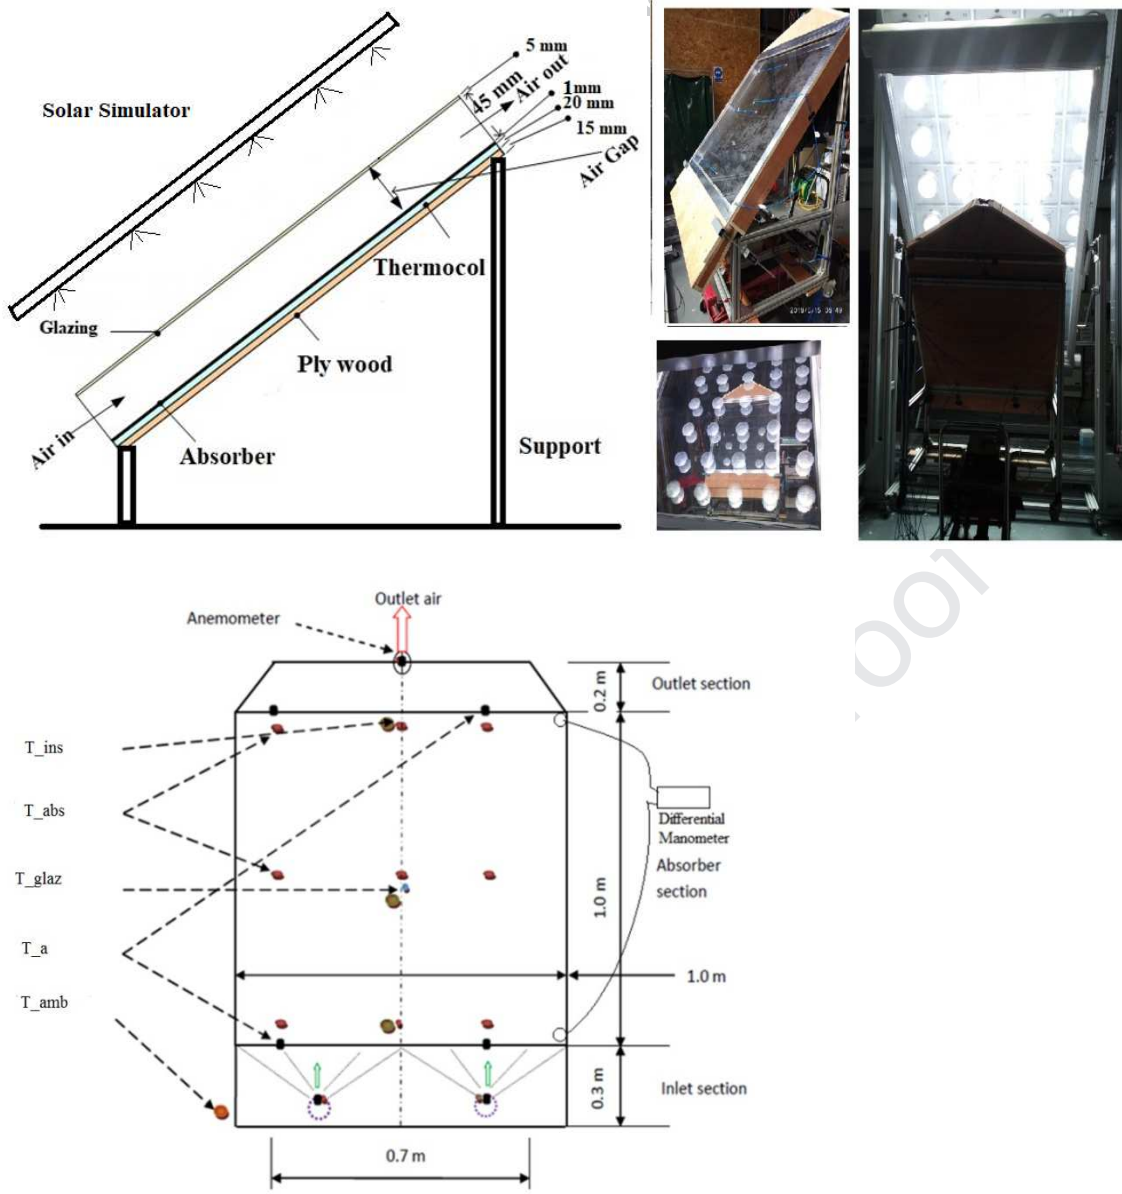 Solar Simulator
5 mm
45 mm
Air out
1mm
20 mm
15 mm
Air Gap
Thermocol
Glazing
Ply wood
Air in
Absorber
Support
2019/5/15 09:49
Outlet air
Anemometer
0.2 m
Outlet section
T_ins
T_abs
Differential
Manometer
T_glaz
Absorber
section
1.0 m
T_a
1.0 m
T_amb
0.3 m
Inlet section
0.7 m